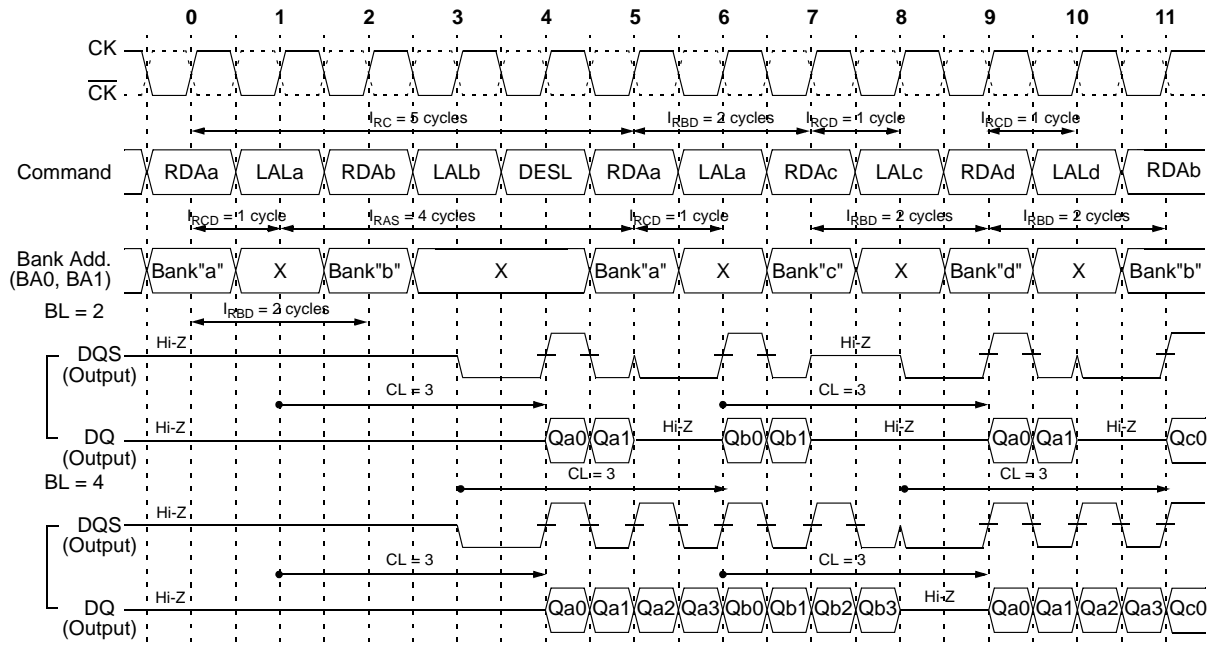 0 1 2 3 4 5 6 7 8 9 10 11
CK
CK
IRC = 5 cycles IRBD = 2 cycles IRCD = 1 cycle IRCD = 1 cycle
Command RDAa LALa RDAb LALb DESL RDAa LALa RDAc LALc RDAd LALd RDAb
IRCD = 1 cycle IRAS = 4 cycles IRCD = 1 cycle IRBD = 2 cycles IRBD = 2 cycles
Bank Add.
(BA0, BA1)
Bank"a" X Bank"b" X Bank"a" X Bank"c" X Bank"d" X Bank"b"
BL = 2
IRBD = 2 cycles
DQS
(Output)
Hi-Z Hi-Z
CL = 3 CL = 3
DQ
(Output)
Hi-Z Qa0 Qa1 Hi-Z Qb0 Qb1 Hi-Z Qa0 Qa1 Hi-Z Qc0
BL = 4
CL = 3 CL = 3
DQS
(Output)
Hi-Z
CL = 3 CL = 3
DQ
(Output)
Hi-Z Qa0 Qa1 Qa2 Qa3 Qb0 Qb1 Qb2 Qb3 Hi-Z Qa0 Qa1 Qa2 Qa3 Qc0